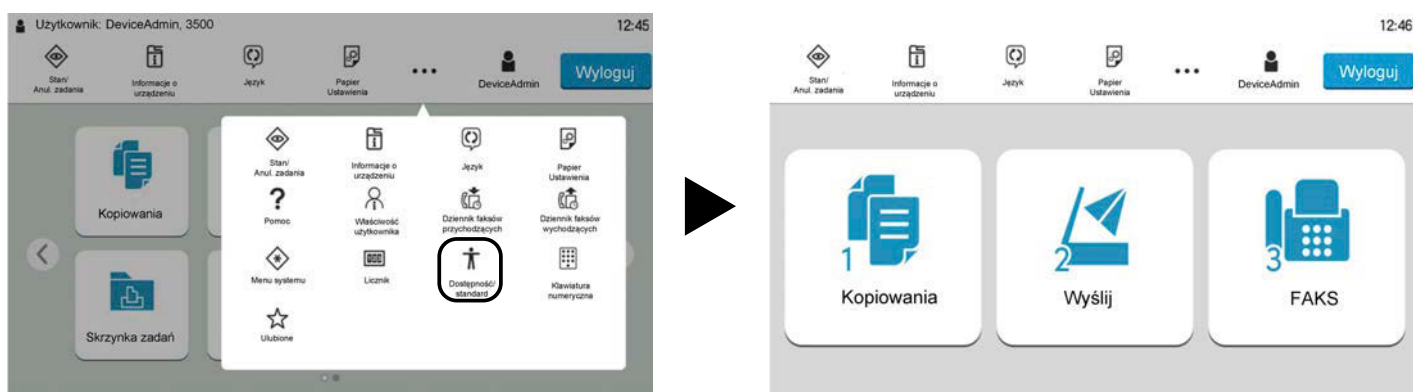 Użytkownik: DeviceAdmin, 3500
12:45
Stan/
Anul. zadania
Informacje o
urządzeniu
Język
Papier
Ustawienia
DeviceAdmin
Wyloguj
Kopiowania
Skrzynka zadań
Stan/
Anul. zadania
Informacje o
urządzeniu
Język
Papier
Ustawienia
Pomoc
Właściwość
użytkownika
Dziennik faksów
przychodzących
Dziennik faksów
wychodzących
Menu systemu
Licznik
Dostępność/
standard
Klawiatura
numeryczna
Ulubione
12:46
Stan/
Anul. zadania
Informacje o
urządzeniu
Język
Papier
Ustawienia
DeviceAdmin
Wyloguj
1
Kopiowania
2
Wyślij
3
FAKS